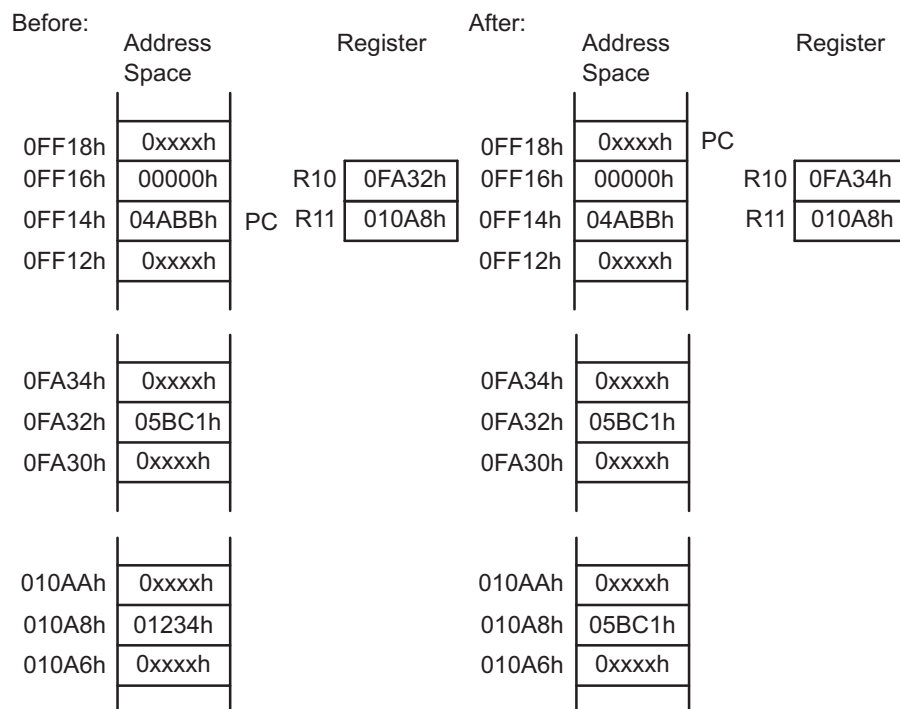 Before:
Address Space
Register
0FF18h 0xxxxh
0FF16h 00000h
0FF14h 04ABBh PC
0FF12h 0xxxxh
R10 0FA32h
R11 010A8h
0FA34h 0xxxxh
0FA32h 05BC1h
0FA30h 0xxxxh
010AAh 0xxxxh
010A8h 01234h
010A6h 0xxxxh
After:
Address Space
Register
0FF18h 0xxxxh PC
0FF16h 00000h
0FF14h 04ABBh
0FF12h 0xxxxh
R10 0FA34h
R11 010A8h
0FA34h 0xxxxh
0FA32h 05BC1h
0FA30h 0xxxxh
010AAh 0xxxxh
010A8h 05BC1h
010A6h 0xxxxh